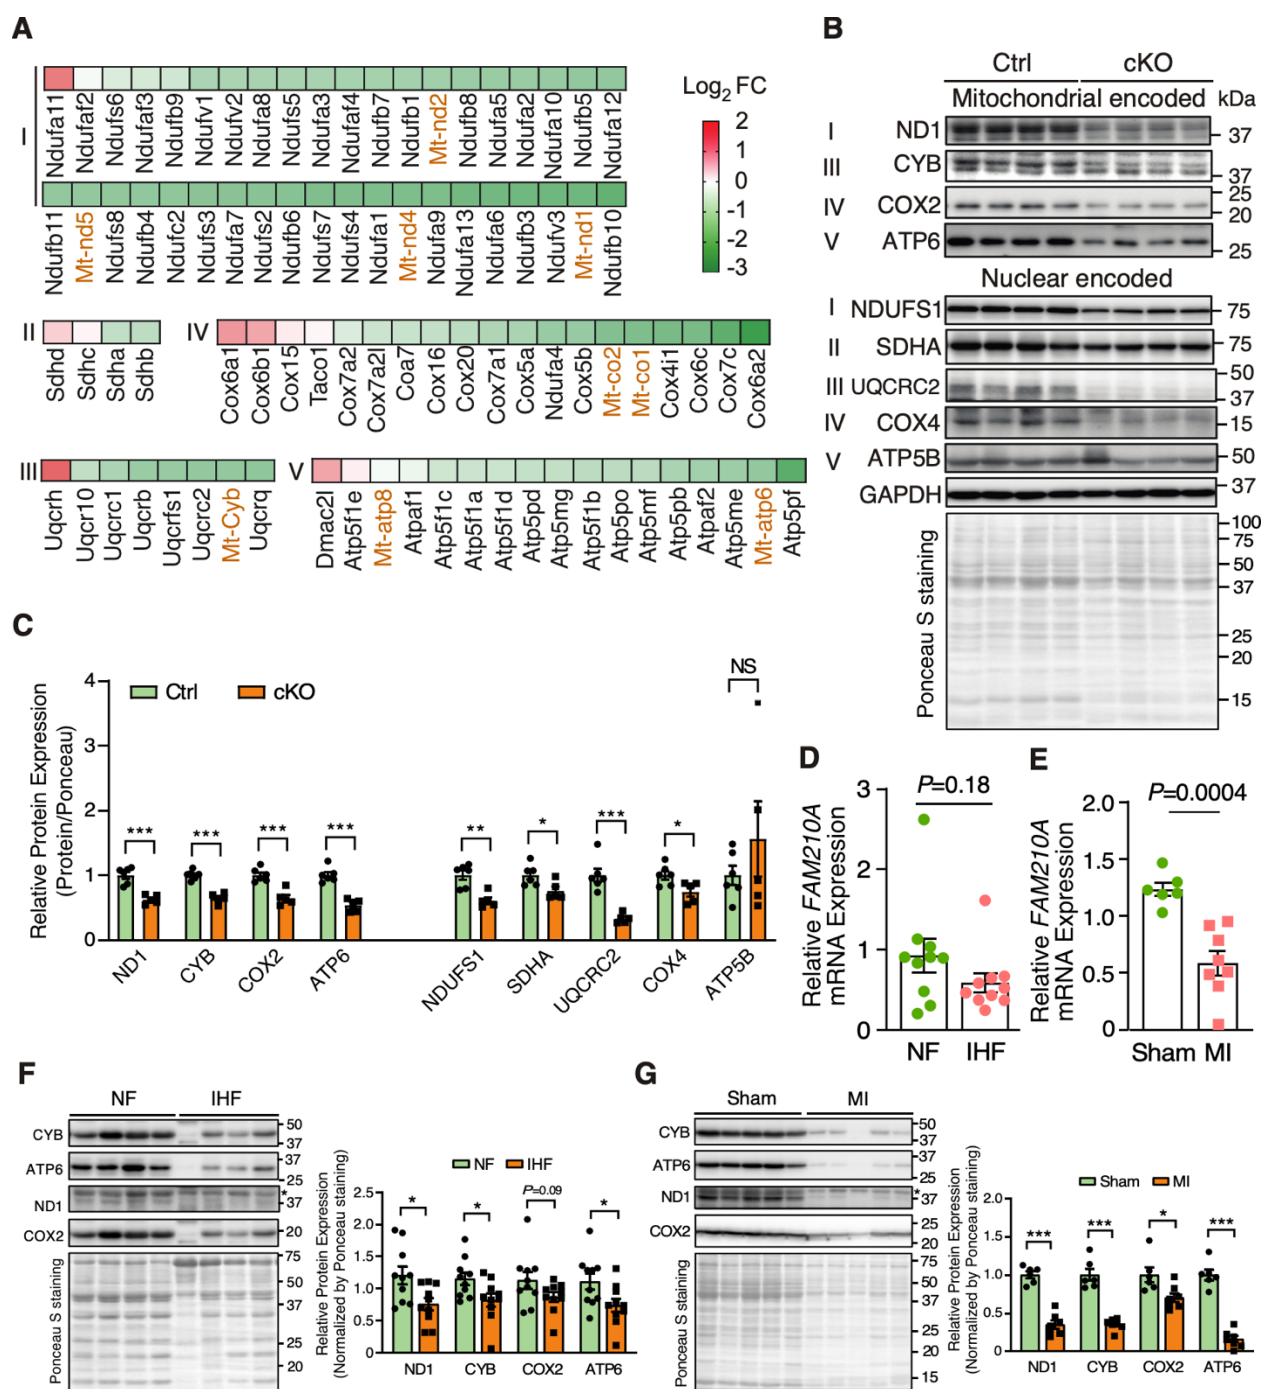 A
I
Ndufa11 Ndufaf2 Ndufs6 Ndufaf3 Ndufb9 Ndufv1 Ndufv2 Ndufa8 Ndufs5 Ndufa3 Ndufaf4 Ndufb7 Ndufb1 Mt-nd2 Ndufb8 Ndufa5 Ndufa2 Ndufa10 Ndufb5 Ndufa12
Ndufb11 Mt-nd5 Ndufs8 Ndufb4 Ndufc2 Ndufs3 Ndufa7 Ndufs2 Ndufb6 Ndufs7 Ndufs4 Ndufa1 Mt-nd4 Ndufa9 Ndufa13 Ndufa6 Ndufb3 Ndufv3 Mt-nd1 Ndufb10
Log2 FC
2
1
0
-1
-2
-3
II
Sdhd Sdhc Sdha Sdhb
IV
Cox6a1 Cox6b1 Cox15 Taco1 Cox7a2 Cox7a2l Coa7 Cox16 Cox20 Cox7a1 Cox5a Ndufa4 Cox5b Mt-co2 Mt-co1 Cox4i1 Cox6c Cox7c Cox6a2
III
Uqcrh Uqcr10 Uqcrc1 Uqcrb Uqcrfs1 Uqcrc2 Mt-Cyb Uqcrq
V
Dmac2l Atp5f1e Mt-atp8 Atpaf1 Atp5f1c Atp5f1a Atp5f1d Atp5pd Atp5mg Atp5f1b Atp5po Atp5mf Atp5pb Atpaf2 Atp5me Mt-atp6 Atp5pf
B
Ctrl cKO
Mitochondrial encoded kDa
I ND1 37
III CYB 37
IV COX2 25 20
V ATP6 25
Nuclear encoded
I NDUFS1 75
II SDHA 75
III UQCRC2 50 37
IV COX4 15
V ATP5B 50
GAPDH 37
Ponceau S staining
100
75
50
37
25
20
15
C
Relative Protein Expression
(Protein/Ponceau)
4
3
2
1
0
Ctrl cKO
*** *** *** *** ** * *** * NS
ND1 CYB COX2 ATP6 NDUFS1 SDHA UQCRC2 COX4 ATP5B
D
Relative FAM210A
mRNA Expression
3
2
1
0
P=0.18
NF IHF
E
Relative FAM210A
mRNA Expression
2.0
1.5
1.0
0.5
0
P=0.0004
Sham MI
F
NF IHF
CYB 50 37
ATP6 37 25
ND1 * 37
COX2 20
Ponceau S staining
75
50
37
25
20
Relative Protein Expression
(Normalized by Ponceau staining)
NF IHF
2.5
2.0
1.5
1.0
0.5
0
* * P=0.09 *
ND1 CYB COX2 ATP6
G
Sham MI
CYB 50 37
ATP6 37 25
ND1 * 37
COX2 25 20
Ponceau S staining
75
50
37
25
20
15
Relative Protein Expression
(Normalized by Ponceau staining)
Sham MI
2.0
1.5
1.0
0.5
0
*** *** * ***
ND1 CYB COX2 ATP6